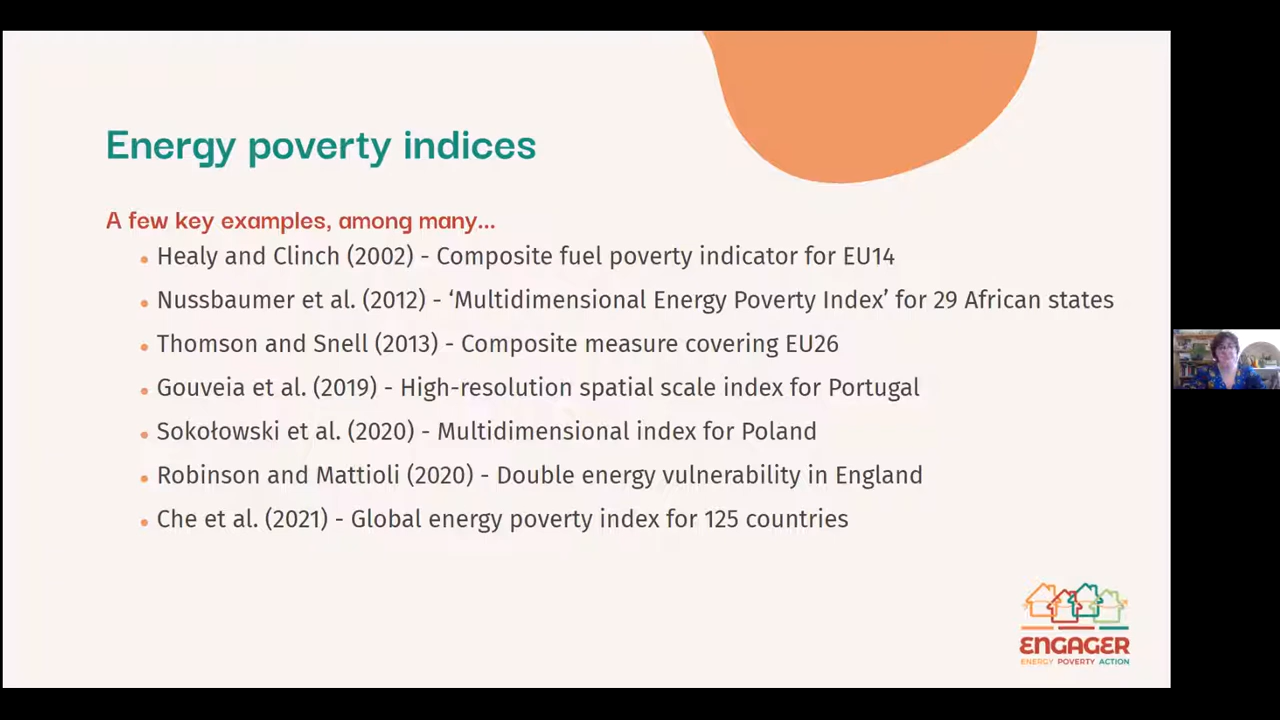 Energy poverty indices
A few key examples, among many...
• Healy and Clinch (2002) - Composite fuel poverty indicator for EU14
• Nussbaumer et al. (2012) - ‘Multidimensional Energy Poverty Index’ for 29 African states
• Thomson and Snell (2013) - Composite measure covering EU26
• Gouveia et al. (2019) - High-resolution spatial scale index for Portugal
• Sokołowski et al. (2020) - Multidimensional index for Poland
• Robinson and Mattioli (2020) - Double energy vulnerability in England
• Che et al. (2021) - Global energy poverty index for 125 countries
ENGAGER
ENERGY POVERTY ACTION